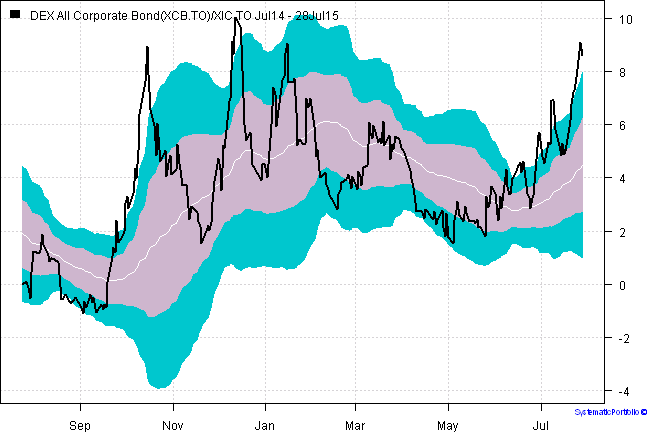 DEX All Corporate Bond(XCB.TO)/XIC.TO Jul14 - 28Jul15
10
8
6
4
2
0
-2
-4
Sep Nov Jan Mar May Jul
SystematicPortfolio ©